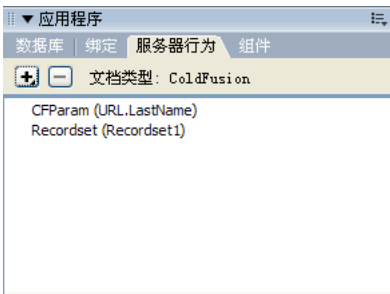 应用程序
数据库 绑定 服务器行为 组件
文档类型: ColdFusion
CFParam (URL.LastName)
Recordset (Recordset1)